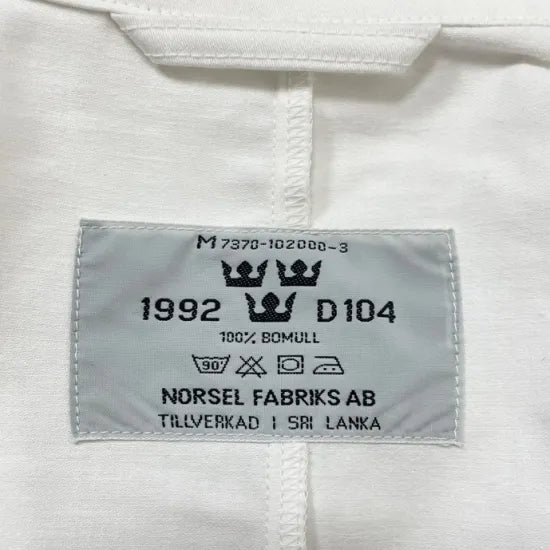 M 7370-102000-3
1992 D104
100% BOMULL
90°
NORSEL FABRIKS AB
TILLVERKAD I SRI LANKA